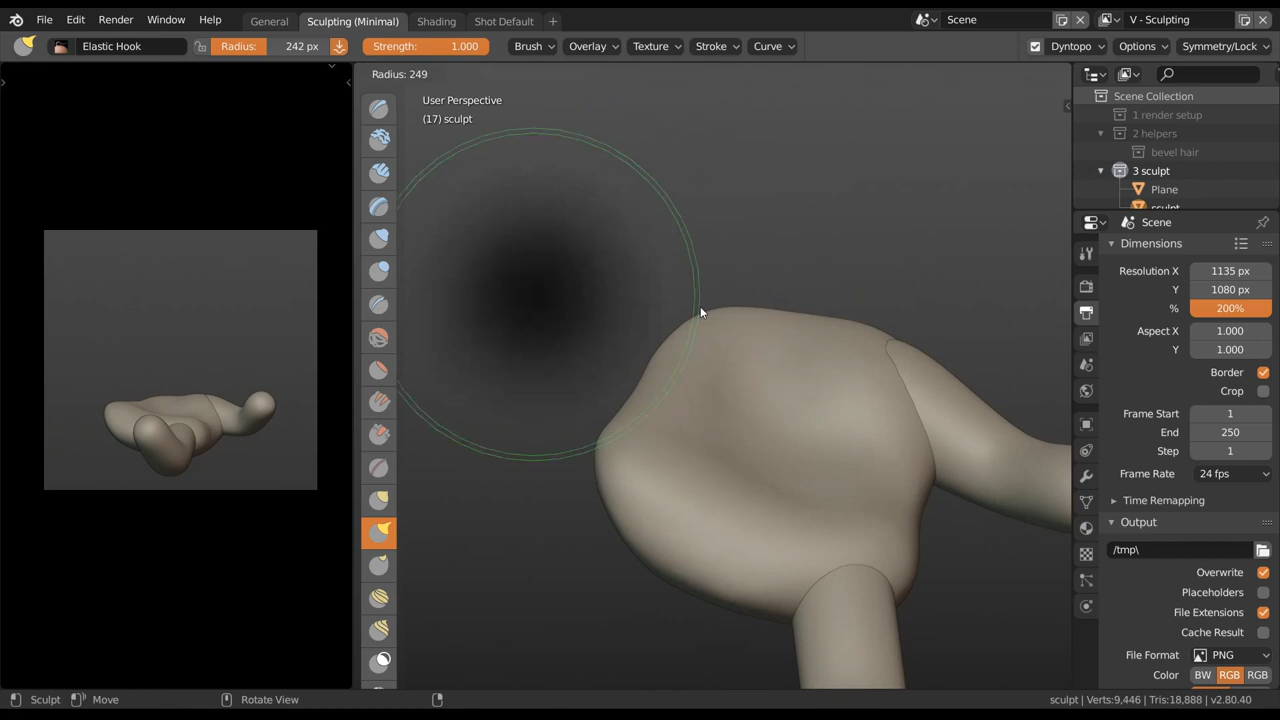 File Edit Render Window Help General Sculpting (Minimal) Shading Shot Default Scene V - Sculpting
Elastic Hook Radius: 242 px Strength: 1.000 Brush Overlay Texture Stroke Curve Dyntopo Options Symmetry/Lock
Radius: 249
User Perspective
(17) sculpt
Scene Collection
1 render setup
2 helpers
bevel hair
3 sculpt
Plane
sculpt
Scene
Dimensions
Resolution X 1135 px
Y 1080 px
% 200%
Aspect X 1.000
Y 1.000
Border
Crop
Frame Start 1
End 250
Step 1
Frame Rate 24 fps
Time Remapping
Output
/tmp\
Overwrite
Placeholders
File Extensions
Cache Result
File Format PNG
Color BW RGB RGB
Sculpt Move Rotate View sculpt | Verts:9,446 | Tris:18,888 | v2.80.40